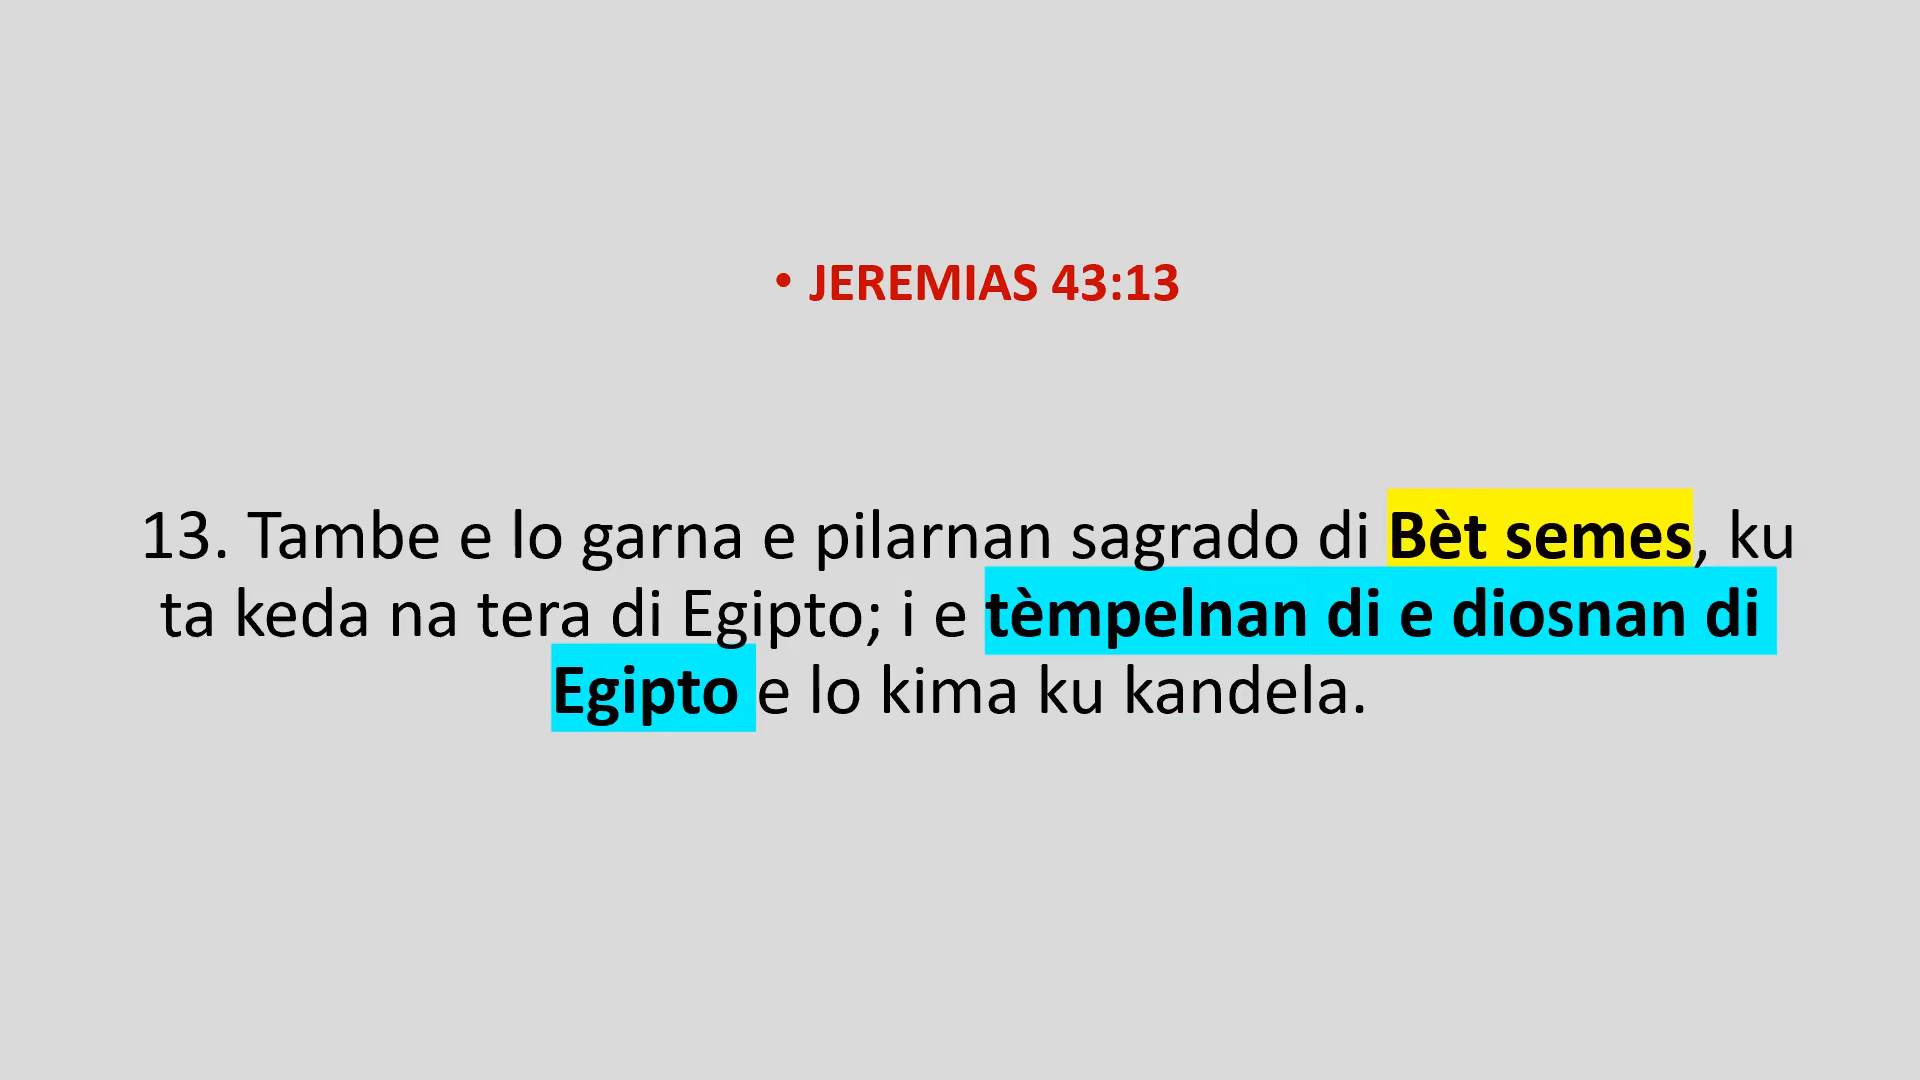 • JEREMIAS 43:13
13. Tambe e lo garna e pilarnan sagrado di Bèt semes, ku
ta keda na tera di Egipto; i e tèmpelnan di e diosnan di
Egipto e lo kima ku kandela.